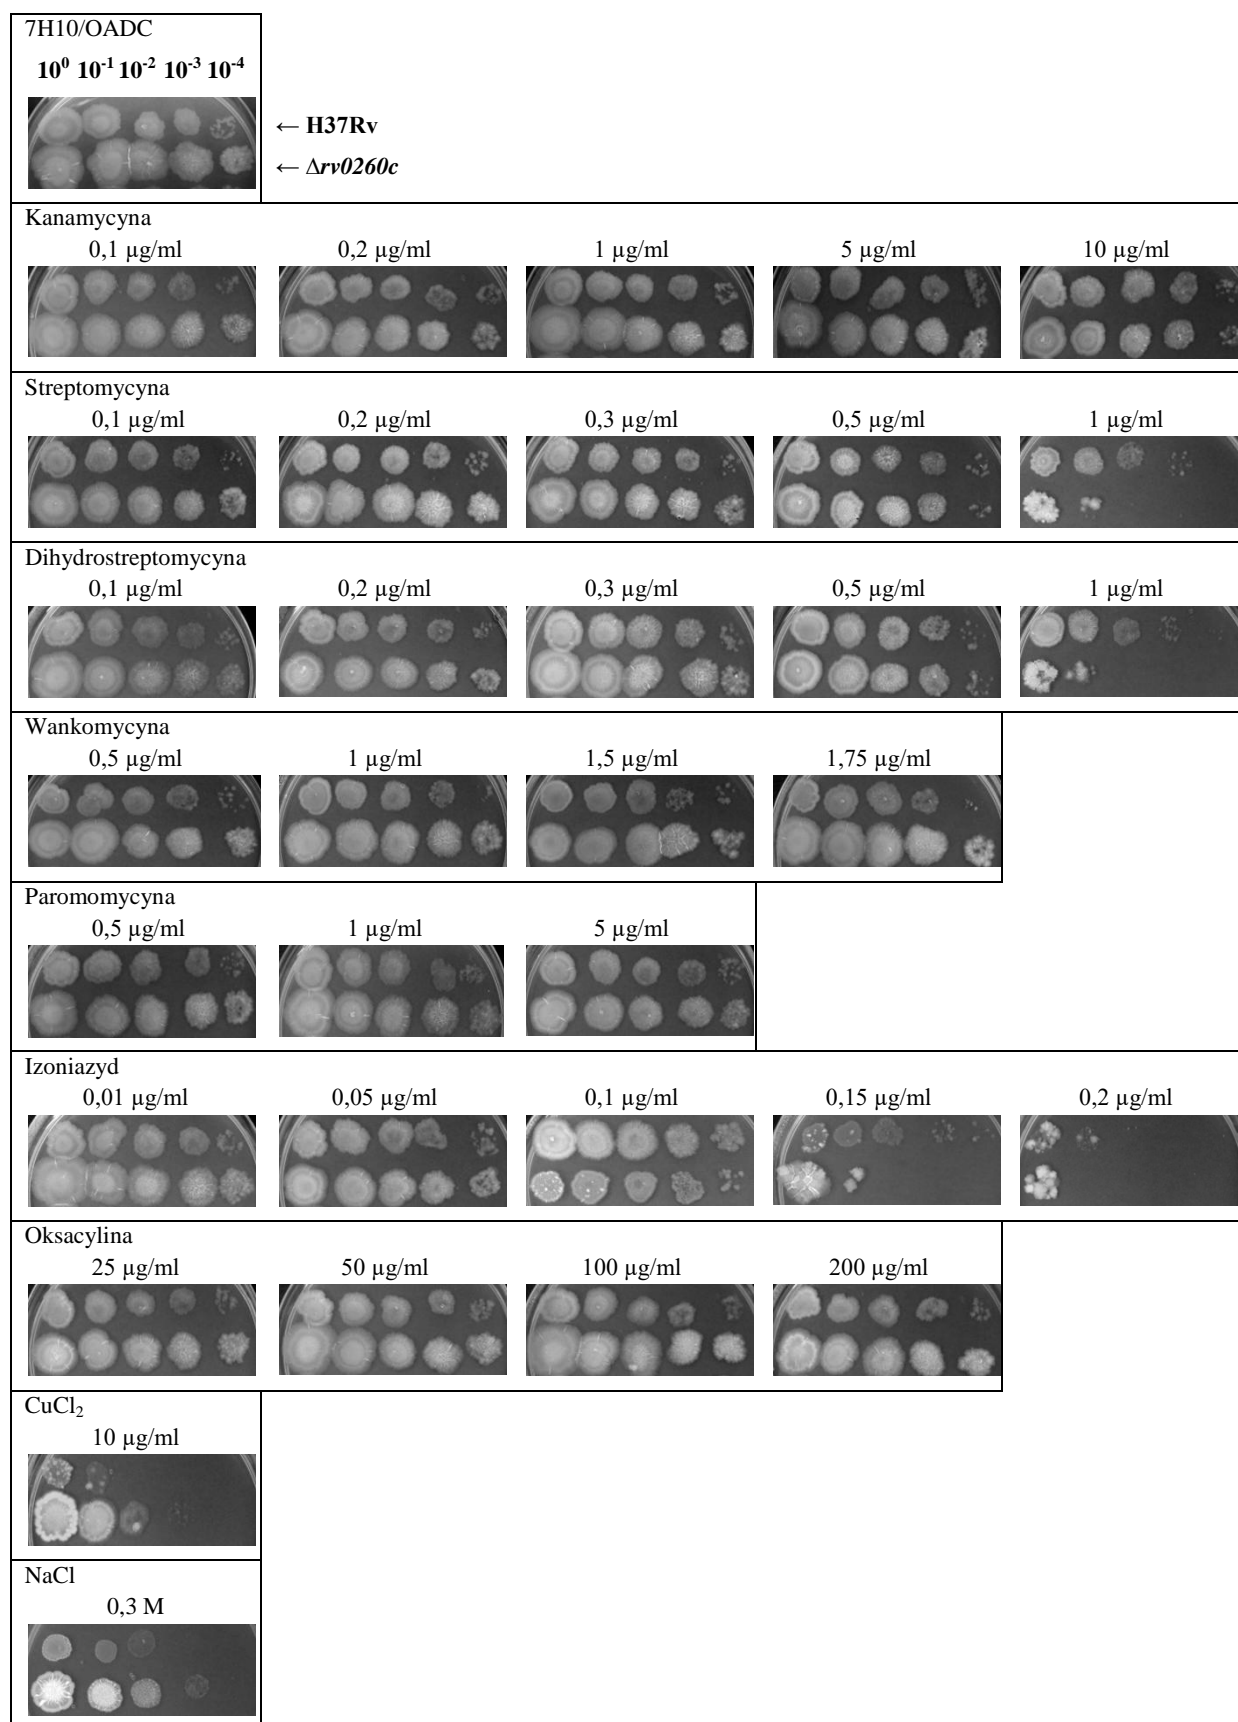 7H10/OADC
10⁰ 10⁻¹ 10⁻² 10⁻³ 10⁻⁴
← H37Rv
← Δrv0260c
Kanamycyna
0,1 µg/ml 0,2 µg/ml 1 µg/ml 5 µg/ml 10 µg/ml
Streptomycyna
0,1 µg/ml 0,2 µg/ml 0,3 µg/ml 0,5 µg/ml 1 µg/ml
Dihydrostreptomycyna
0,1 µg/ml 0,2 µg/ml 0,3 µg/ml 0,5 µg/ml 1 µg/ml
Wankomycyna
0,5 µg/ml 1 µg/ml 1,5 µg/ml 1,75 µg/ml
Paromomycyna
0,5 µg/ml 1 µg/ml 5 µg/ml
Izoniazyd
0,01 µg/ml 0,05 µg/ml 0,1 µg/ml 0,15 µg/ml 0,2 µg/ml
Oksacylina
25 µg/ml 50 µg/ml 100 µg/ml 200 µg/ml
CuCl₂
10 µg/ml
NaCl
0,3 M